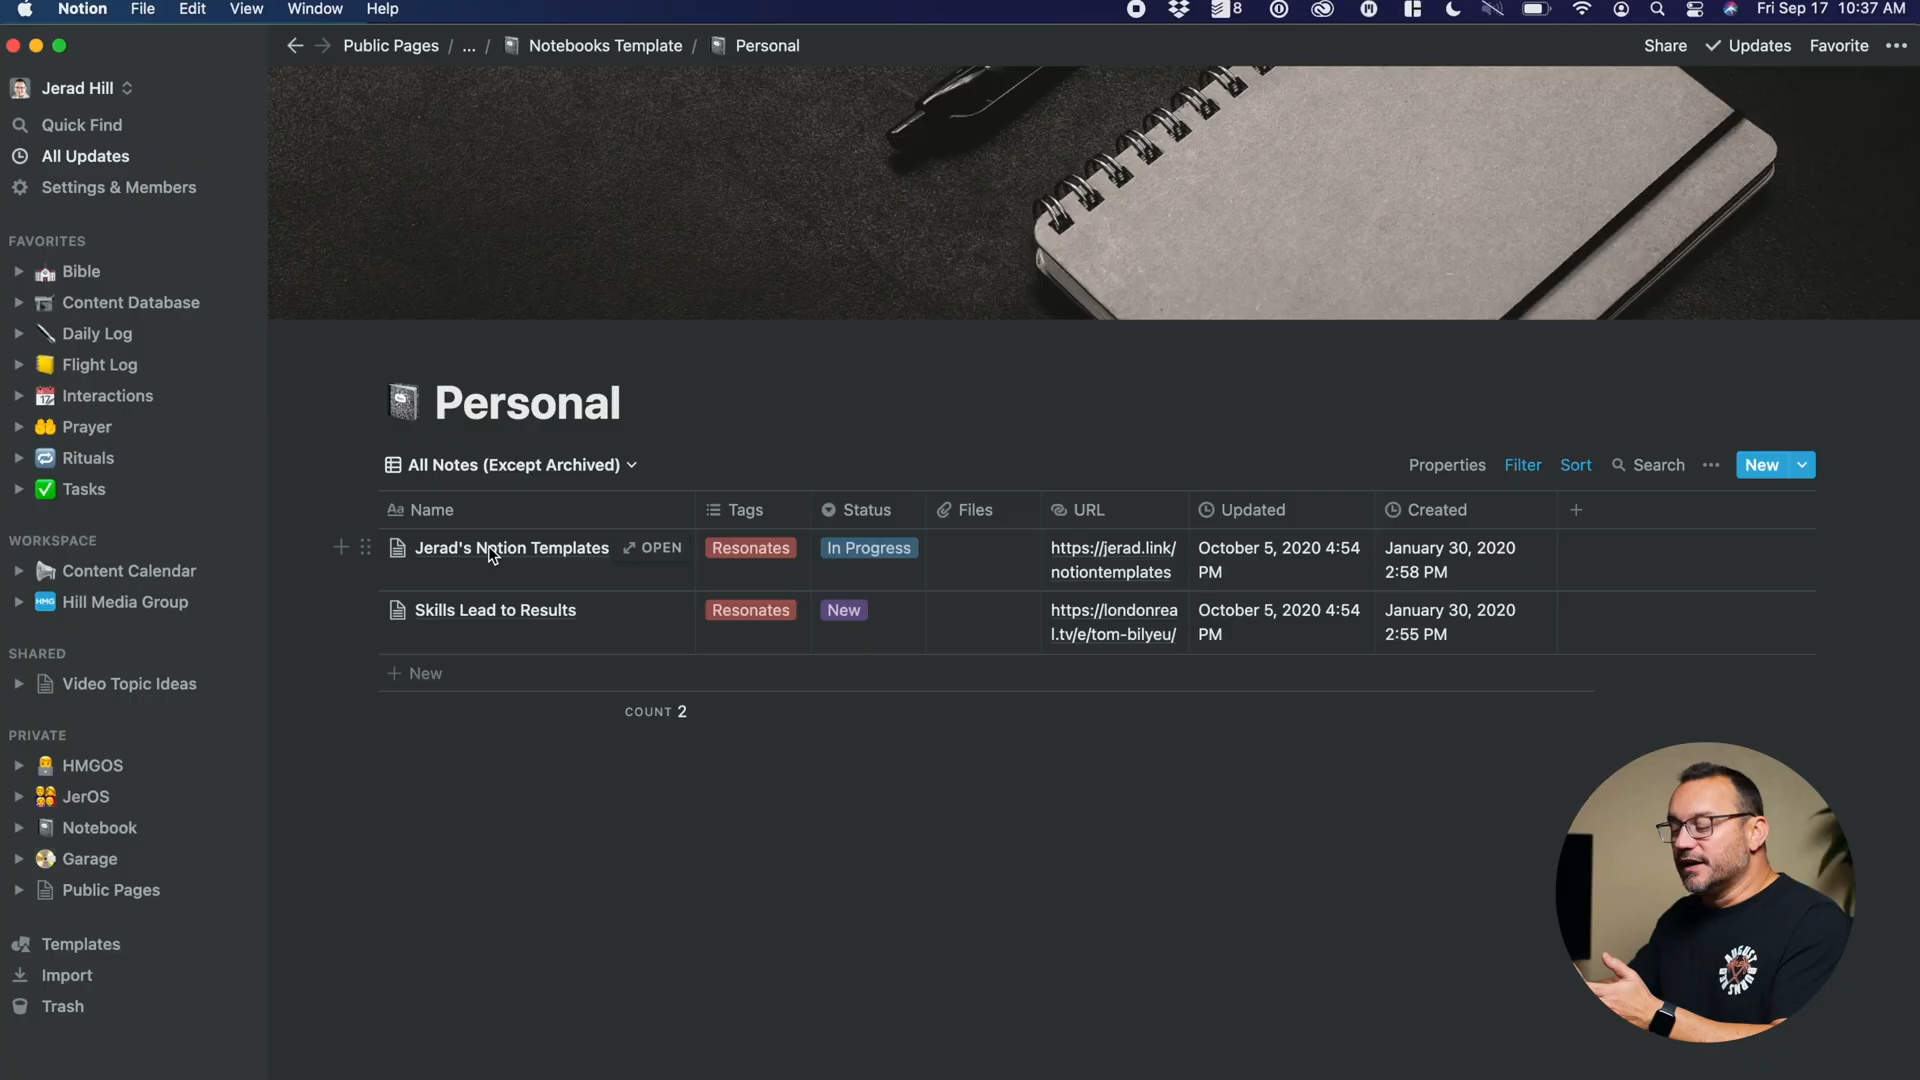 Notion File Edit View Window Help
8
Fri Sep 17 10:37 AM
Public Pages / ... / Notebooks Template / Personal
Share Updates Favorite
Jerad Hill
Quick Find
All Updates
Settings & Members
FAVORITES
Bible
Content Database
Daily Log
Flight Log
Interactions
Prayer
Rituals
Tasks
WORKSPACE
Content Calendar
HMG Hill Media Group
SHARED
Video Topic Ideas
PRIVATE
HMGOS
JerOS
Notebook
Garage
Public Pages
Templates
Import
Trash
Personal
All Notes (Except Archived)
Properties Filter Sort Search New
Aa Name Tags Status Files URL Updated Created
Jerad's Notion Templates OPEN Resonates In Progress https://jerad.link/ October 5, 2020 4:54 January 30, 2020
notiontemplates PM 2:58 PM
Skills Lead to Results Resonates New https://londonrea October 5, 2020 4:54 January 30, 2020
l.tv/e/tom-bilyeu/ PM 2:55 PM
New
COUNT 2
AUGUST BURNS RED